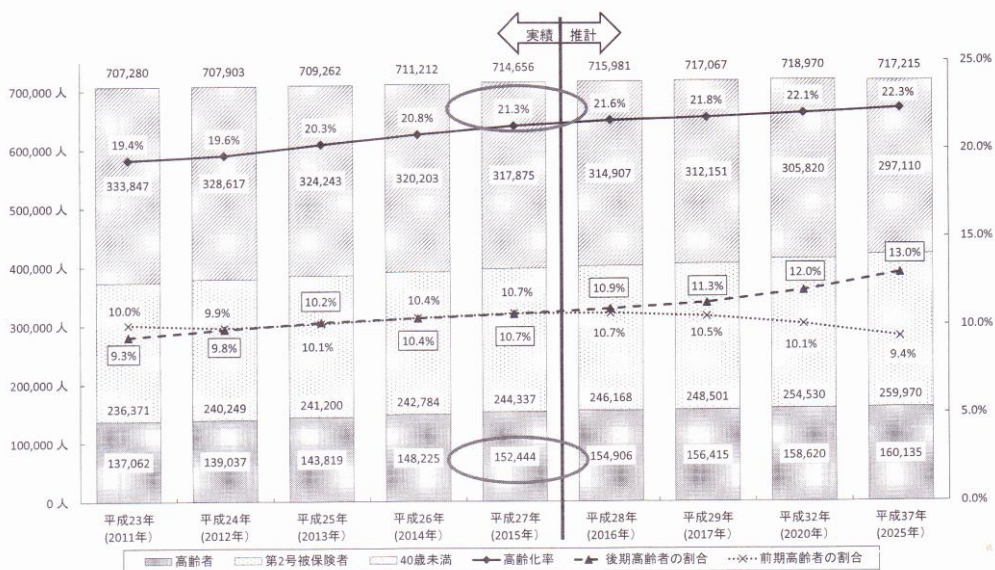 実績 推計
707,280 707,903 709,262 711,212 714,656 715,981 717,067 718,970 717,215
25.0%
700,000 人
19.4% 19.6% 20.3% 20.8% 21.3% 21.6% 21.8% 22.1% 22.3%
600,000 人
20.0%
333,847 328,617 324,243 320,203 317,875 314,907 312,151 305,820 297,110
500,000 人
15.0%
400,000 人
10.0% 9.9% 10.2% 10.4% 10.7% 10.9% 11.3% 12.0% 13.0%
300,000 人
10.0%
9.3% 9.8% 10.1% 10.4% 10.7% 10.7% 10.5% 10.1% 9.4%
200,000 人
236,371 240,249 241,200 242,784 244,337 246,168 248,501 254,530 259,970
5.0%
100,000 人
137,062 139,037 143,819 148,225 152,444 154,906 156,415 158,620 160,135
0 人
0.0%
平成23年 平成24年 平成25年 平成26年 平成27年 平成28年 平成29年 平成32年 平成37年
(2011年) (2012年) (2013年) (2014年) (2015年) (2016年) (2017年) (2020年) (2025年)
高齢者 第2号被保険者 40歳未満 高齢化率 後期高齢者の割合 前期高齢者の割合